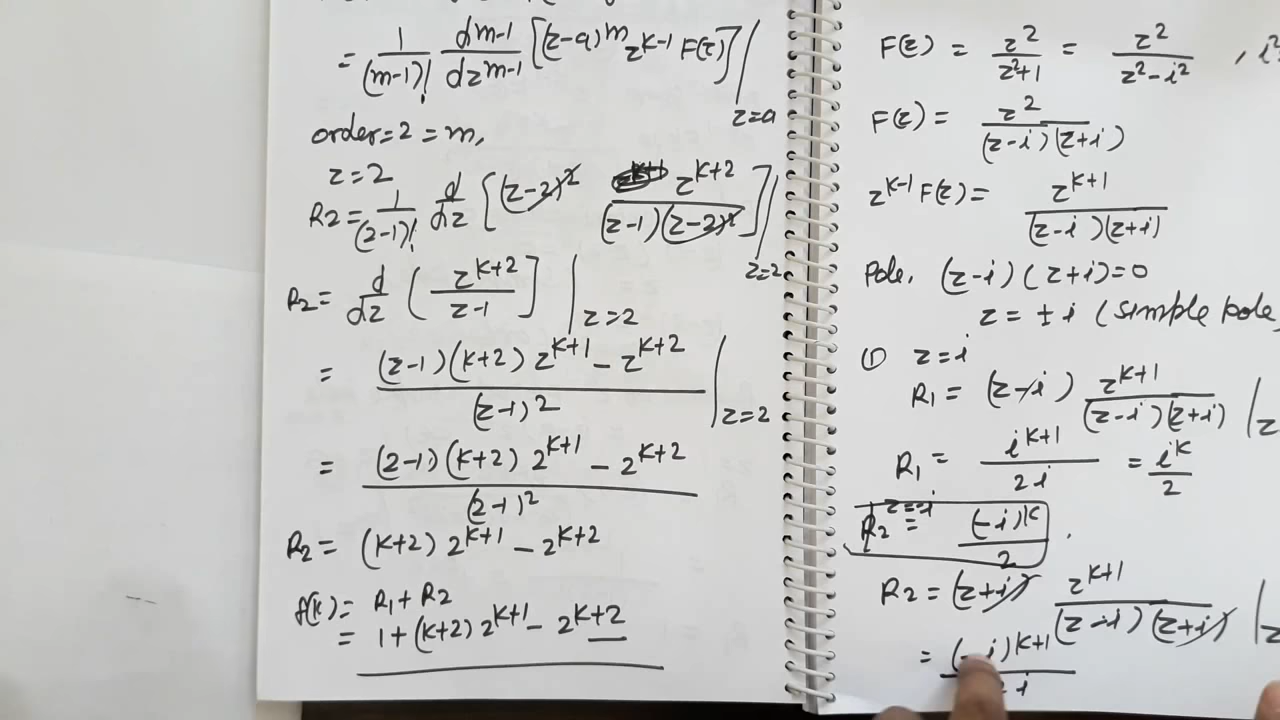 = 1/(m-1)! d^{m-1}/dz^{m-1} [(z-a)^m z^{k-1} F(z)] |_{z=a}
order=2=m,
z=2
R2 = 1/(2-1)! d/dz [(z-2)^2 z^{k+2}/((z-1)(z-2)^2)] |_{z=2}
R2 = d/dz ( z^{k+2}/(z-1) ] |_{z=2}
= ((z-1)(k+2) z^{k+1} - z^{k+2})/(z-1)^2 |_{z=2}
= ((2-1)(k+2) 2^{k+1} - 2^{k+2})/(2-1)^2
R2 = (k+2) 2^{k+1} - 2^{k+2}
f(k) = R1 + R2
= 1+(k+2) 2^{k+1} - 2^{k+2}
F(z) = z^2/(z^2+1) = z^2/(z^2-i^2) , i^2
F(z) = z^2/((z-i)(z+i))
z^{k-1} F(z) = z^{k+1}/((z-i)(z+i))
Pole, (z-i)(z+i)=0
z = ±i (simple pole
① z=i
R1 = (z-i) z^{k+1}/((z-i)(z+i)) | z
R1 = i^{k+1}/2i = i^k/2
z=-i
R2 = (-i)^k/2 .
R2 = (z+i) z^{k+1}/((z-i)(z+i)) | z
= (-i)^{k+1}